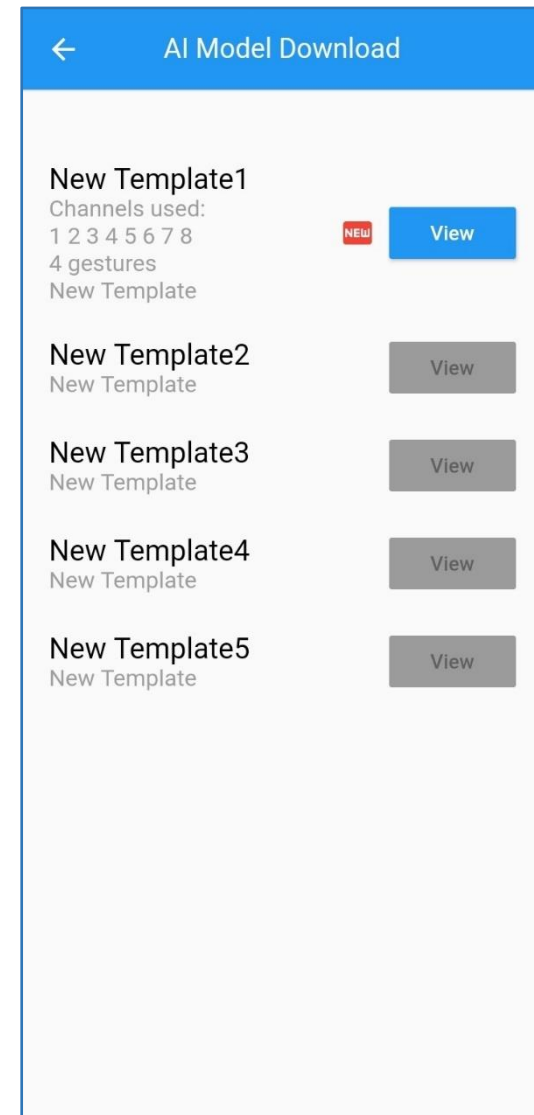 AI Model Download
New Template1
Channels used:
1 2 3 4 5 6 7 8
4 gestures
New Template
NEW
View
New Template2
New Template
View
New Template3
New Template
View
New Template4
New Template
View
New Template5
New Template
View